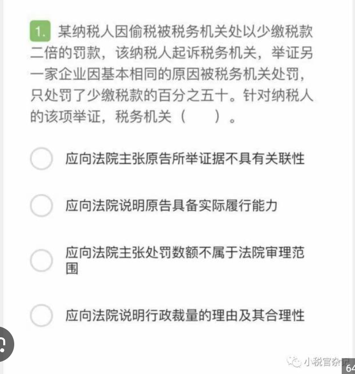 1. 某纳税人因偷税被税务机关处以少缴税款
二倍的罚款，该纳税人起诉税务机关，举证另
一家企业因基本相同的原因被税务机关处罚，
只处罚了少缴税款的百分之五十。针对纳税人
的该项举证，税务机关（　　）。
应向法院主张原告所举证据不具有关联性
应向法院说明原告具备实际履行能力
应向法院主张处罚数额不属于法院审理范
围
应向法院说明行政裁量的理由及其合理性
小税官杂
64